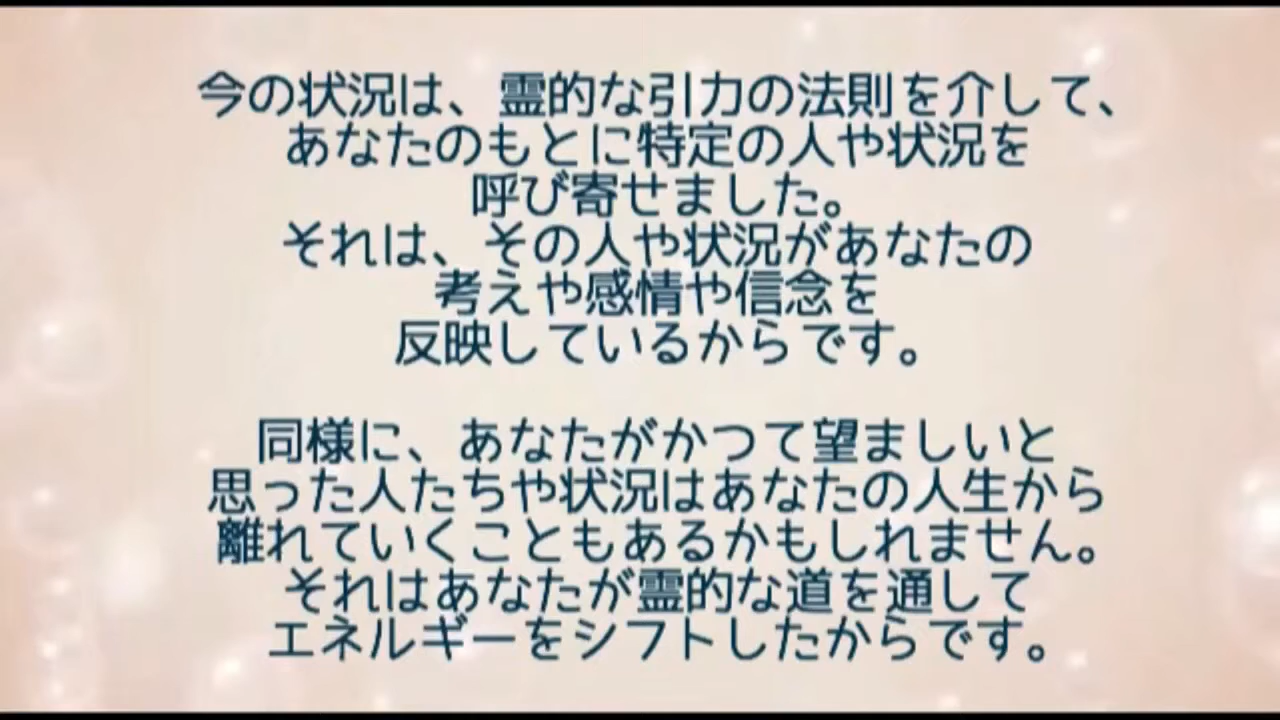 今の状況は、霊的な引力の法則を介して、
あなたのもとに特定の人や状況を
呼び寄せました。
それは、その人や状況があなたの
考えや感情や信念を
反映しているからです。
同様に、あなたがかつて望ましいと
思った人たちや状況はあなたの人生から
離れていくこともあるかもしれません。
それはあなたが霊的な道を通して
エネルギーをシフトしたからです。